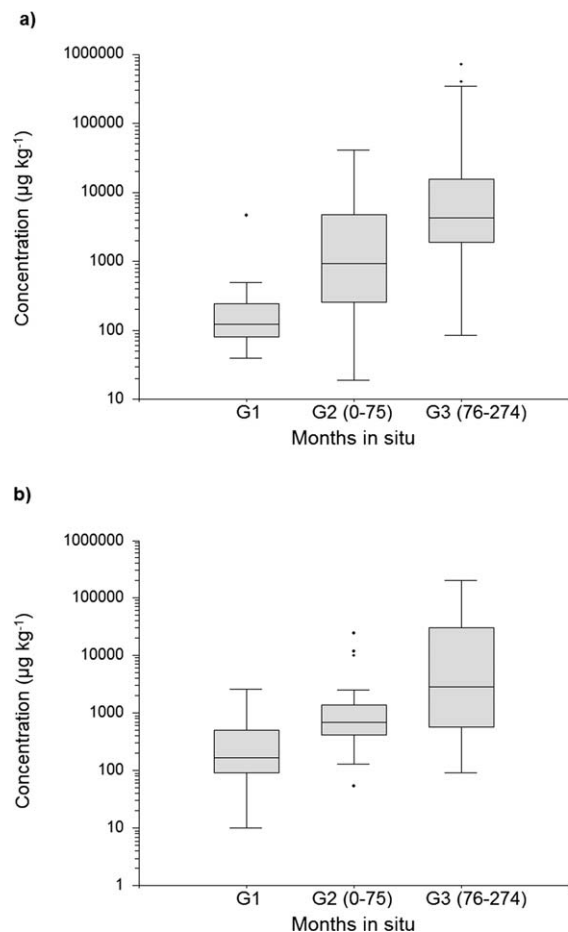 a)
1000000
100000
10000
1000
100
10
Concentration (µg kg-1)
G1 G2 (0-75) G3 (76-274)
Months in situ
b)
1000000
100000
10000
1000
100
10
1
Concentration (µg kg-1)
G1 G2 (0-75) G3 (76-274)
Months in situ